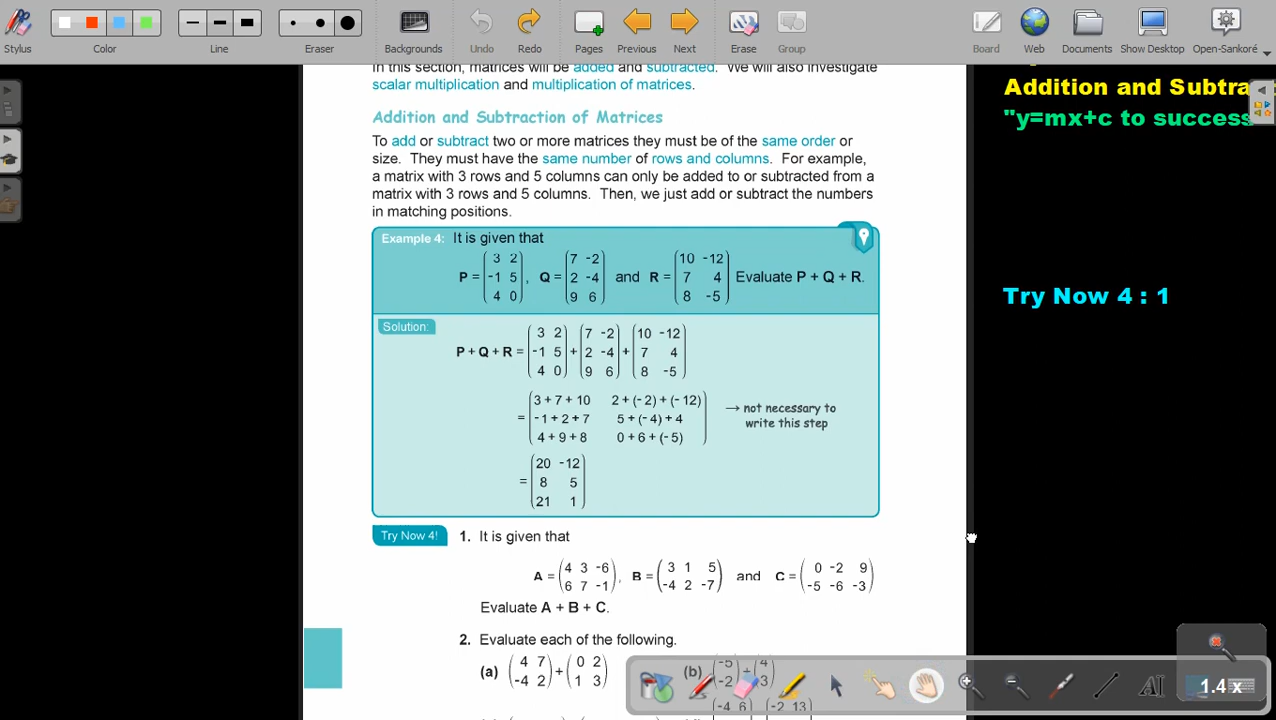 Stylus Color Line Eraser Backgrounds Undo Redo Pages Previous Next Erase Group Board Web Documents Show Desktop Open-Sankoré
In this section, matrices will be added and subtracted. We will also investigate
scalar multiplication and multiplication of matrices.
Addition and Subtraction of Matrices
To add or subtract two or more matrices they must be of the same order or
size. They must have the same number of rows and columns. For example,
a matrix with 3 rows and 5 columns can only be added to or subtracted from a
matrix with 3 rows and 5 columns. Then, we just add or subtract the numbers
in matching positions.
Example 4: It is given that
3 2 7 -2 10 -12
P = -1 5 , Q = 2 -4 and R = 7 4 Evaluate P + Q + R.
4 0 9 6 8 -5
Solution:
3 2 7 -2 10 -12
P + Q + R = -1 5 + 2 -4 + 7 4
4 0 9 6 8 -5
3 + 7 + 10 2 + (-2) + (-12)
= -1 + 2 + 7 5 + (-4) + 4
4 + 9 + 8 0 + 6 + (-5)
→ not necessary to
write this step
20 -12
= 8 5
21 1
Try Now 4! 1. It is given that
4 3 -6 3 1 5 0 -2 9
A = , B = and C =
6 7 -1 -4 2 -7 -5 -6 -3
Evaluate A + B + C.
2. Evaluate each of the following.
(a) 4 7 + 0 2 (b) -5 + 4
-4 2 1 3 -2 3
-4 6 -2 13
Addition and Subtra
"y=mx+c to success
Try Now 4 : 1
1.4 x